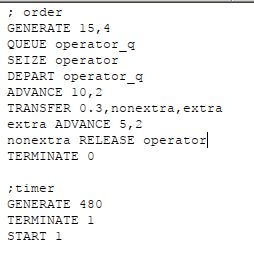 ; order
GENERATE 15,4
QUEUE operator_q
SEIZE operator
DEPART operator_q
ADVANCE 10,2
TRANSFER 0.3,nonextra,extra
extra ADVANCE 5,2
nonextra RELEASE operator
TERMINATE 0

;timer
GENERATE 480
TERMINATE 1
START 1